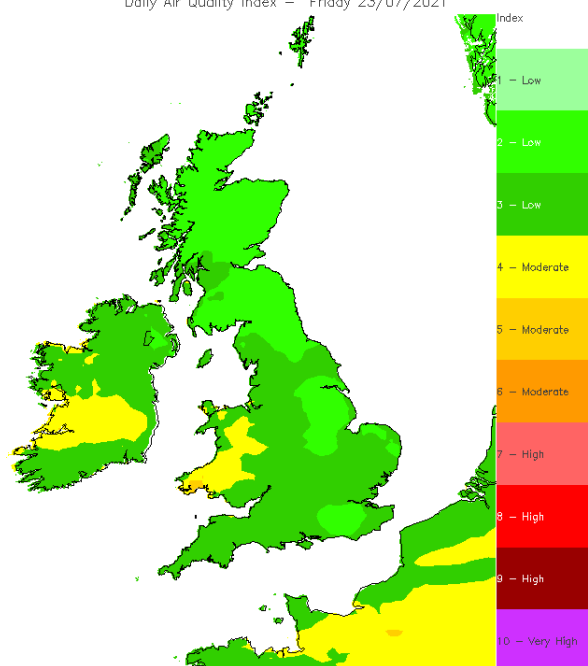 Daily Air Quality Index – Friday 23/07/2021
Index
1 – Low
2 – Low
3 – Low
4 – Moderate
5 – Moderate
6 – Moderate
7 – High
8 – High
9 – High
10 – Very High